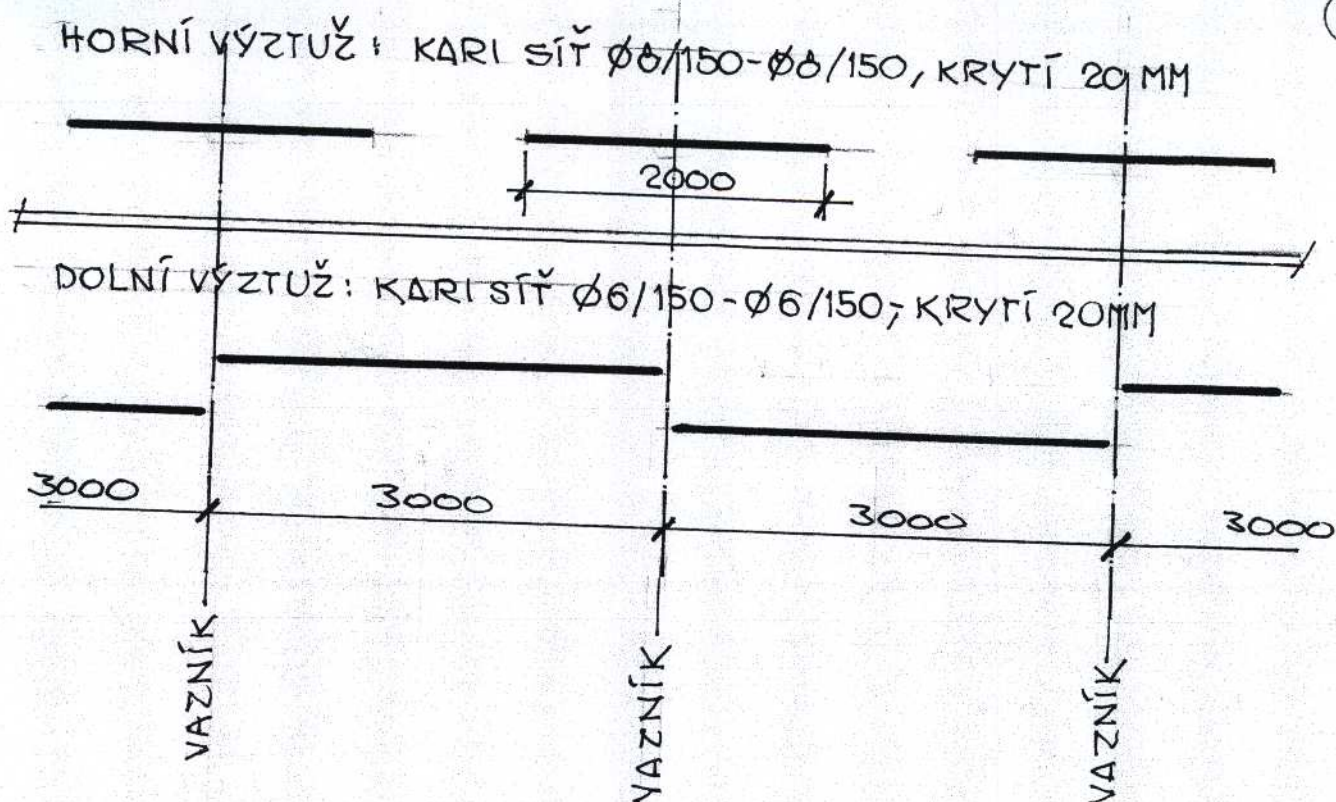 HORNÍ VÝZTUŽ: KARI SÍŤ Ø8/150-Ø8/150, KRYTÍ 20 MM
2000
DOLNÍ VÝZTUŽ: KARI SÍŤ Ø6/150-Ø6/150, KRYTÍ 20MM
3000 3000 3000 3000
VAZNÍK VAZNÍK VAZNÍK